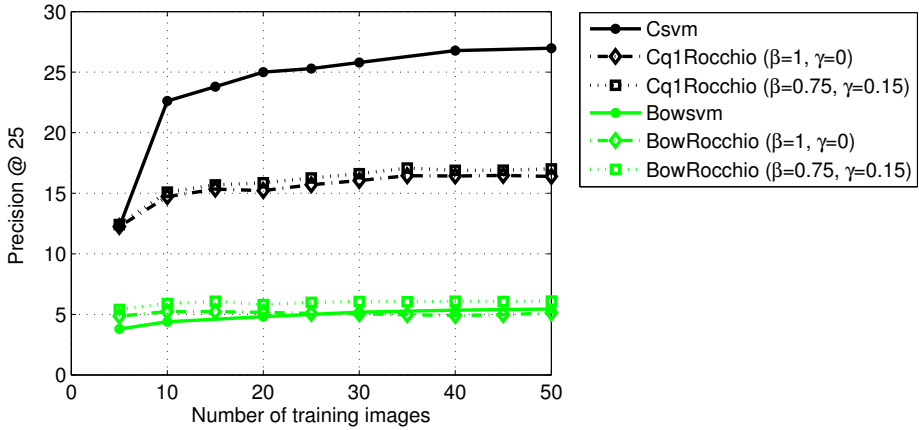 30
25
20
15
10
5
0
Precision @ 25
0 10 20 30 40 50
Number of training images
Csvm
Cq1Rocchio (β=1, γ=0)
Cq1Rocchio (β=0.75, γ=0.15)
Bowsvm
BowRocchio (β=1, γ=0)
BowRocchio (β=0.75, γ=0.15)